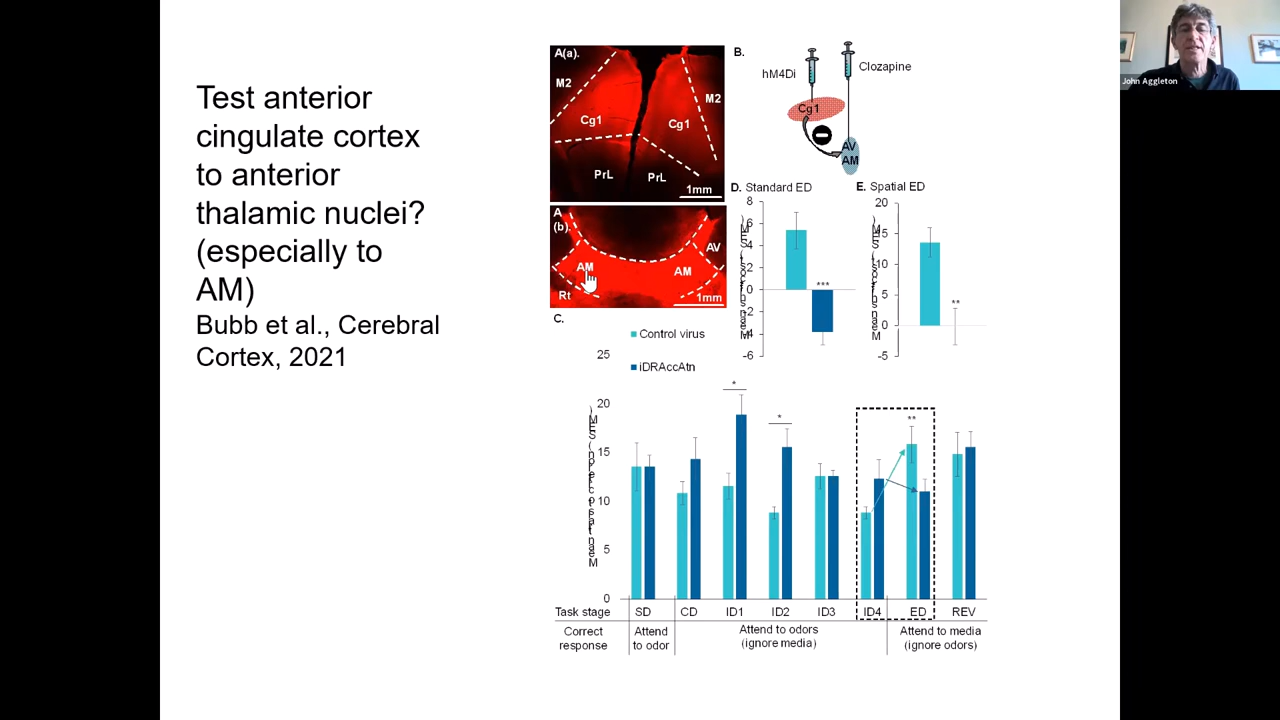 Test anterior
cingulate cortex
to anterior
thalamic nuclei?
(especially to
AM)
Bubb et al., Cerebral
Cortex, 2021
A(a).
M2
M2
Cg1
Cg1
PrL
PrL
1mm
A
(b).
AV
AM
AM
Rt
1mm
B.
hM4Di
Clozapine
Cg1
AV
AM
D. Standard ED
8
6
4
2
0
-2
-4
-6
***
E. Spatial ED
20
15
10
5
0
-5
**
C.
Control virus
iDRAccAtn
25
20
15
10
5
0
*
*
**
Task stage SD CD ID1 ID2 ID3 ID4 ED REV
Correct
response
Attend
to odor
Attend to odors
(ignore media)
Attend to media
(ignore odors)
John Aggleton